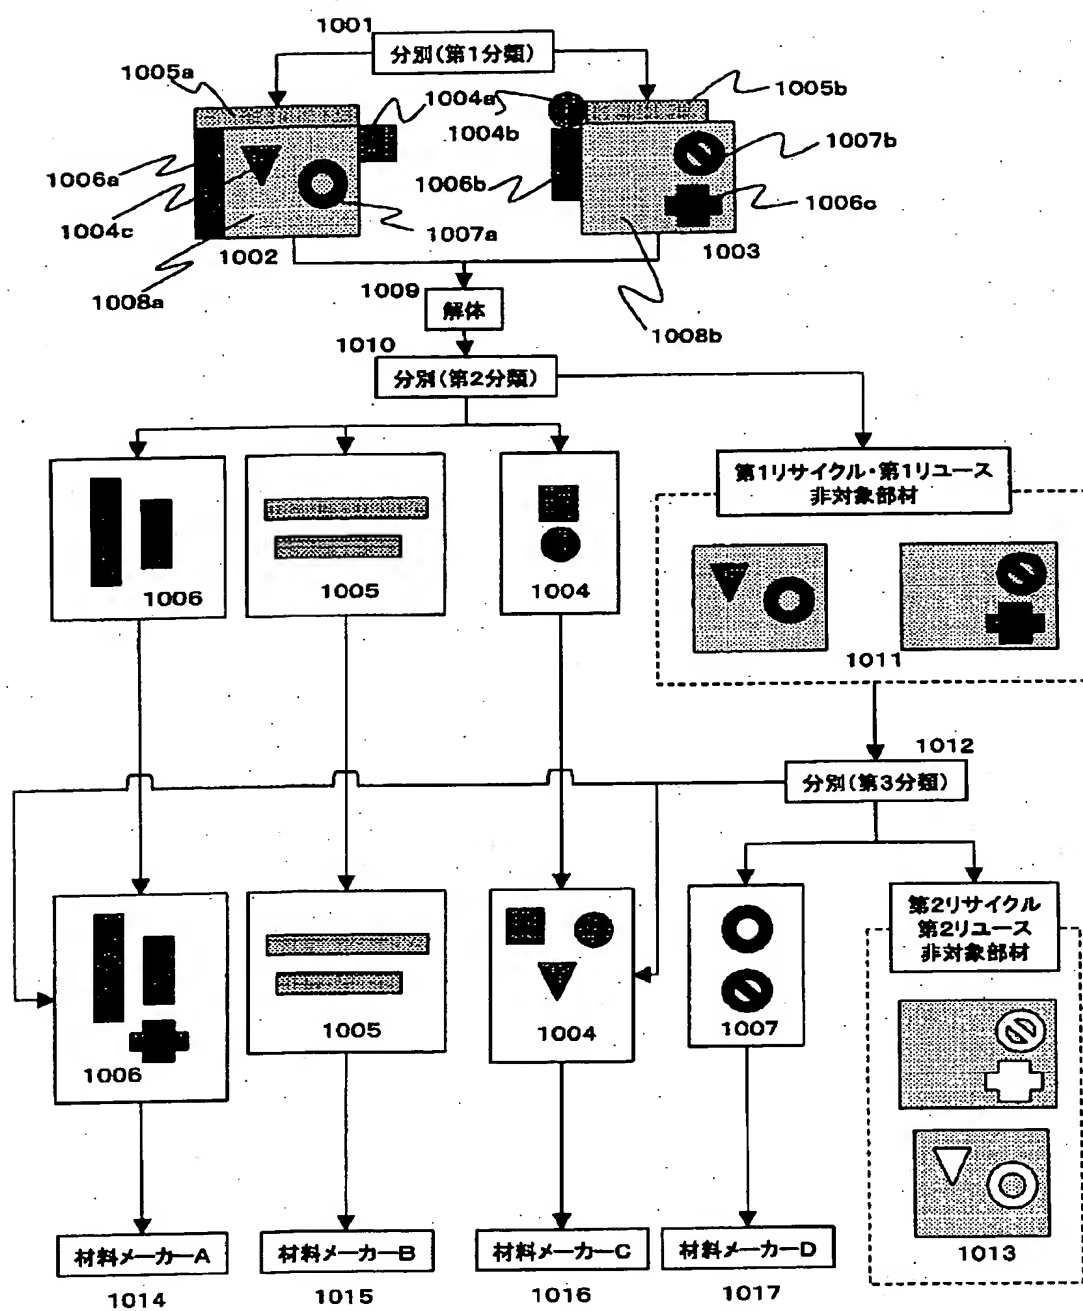 1001
分別(第1分類)
1005a
1004a
1004b
1005b
1007b
1006a
1006b
1006c
1004c
1007a
1002
1003
1008a
1009
解体
1008b
1010
分別(第2分類)
第1リサイクル・第1リユース
非対象部材
1006
1005
1004
1011
1012
分別(第3分類)
第2リサイクル
第2リユース
非対象部材
1006
1005
1004
1007
1013
材料メーカーA
材料メーカーB
材料メーカーC
材料メーカーD
1014
1015
1016
1017